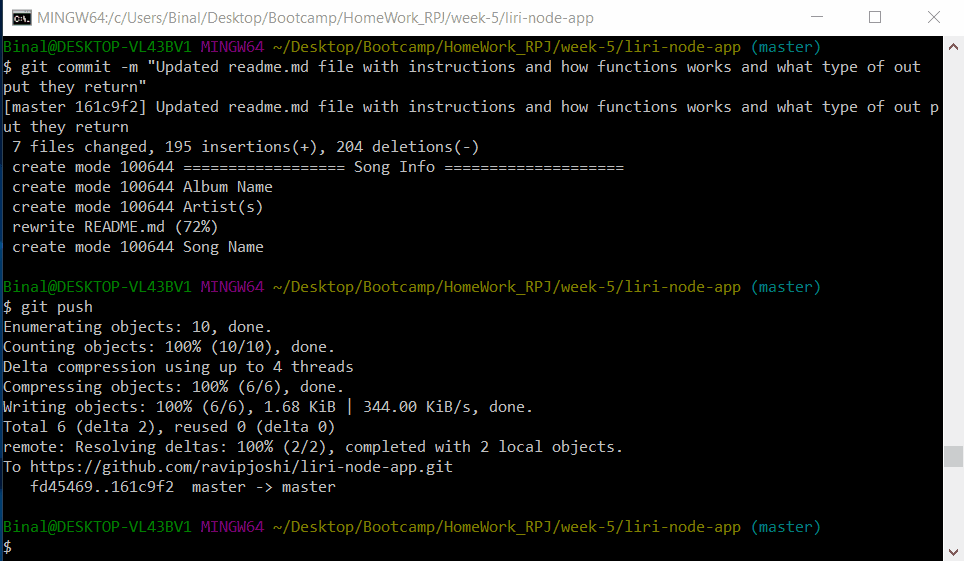 MINGW64:/c/Users/Binal/Desktop/Bootcamp/HomeWork_RPJ/week-5/liri-node-app
Binal@DESKTOP-VL43BV1 MINGW64 ~/Desktop/Bootcamp/HomeWork_RPJ/week-5/liri-node-app (master)
$ git commit -m "Updated readme.md file with instructions and how functions works and what type of out
put they return"
[master 161c9f2] Updated readme.md file with instructions and how functions works and what type of out p
ut they return
 7 files changed, 195 insertions(+), 204 deletions(-)
 create mode 100644 ================== Song Info ====================
 create mode 100644 Album Name
 create mode 100644 Artist(s)
 rewrite README.md (72%)
 create mode 100644 Song Name
Binal@DESKTOP-VL43BV1 MINGW64 ~/Desktop/Bootcamp/HomeWork_RPJ/week-5/liri-node-app (master)
$ git push
Enumerating objects: 10, done.
Counting objects: 100% (10/10), done.
Delta compression using up to 4 threads
Compressing objects: 100% (6/6), done.
Writing objects: 100% (6/6), 1.68 KiB | 344.00 KiB/s, done.
Total 6 (delta 2), reused 0 (delta 0)
remote: Resolving deltas: 100% (2/2), completed with 2 local objects.
To https://github.com/ravipjoshi/liri-node-app.git
   fd45469..161c9f2  master -> master
Binal@DESKTOP-VL43BV1 MINGW64 ~/Desktop/Bootcamp/HomeWork_RPJ/week-5/liri-node-app (master)
$